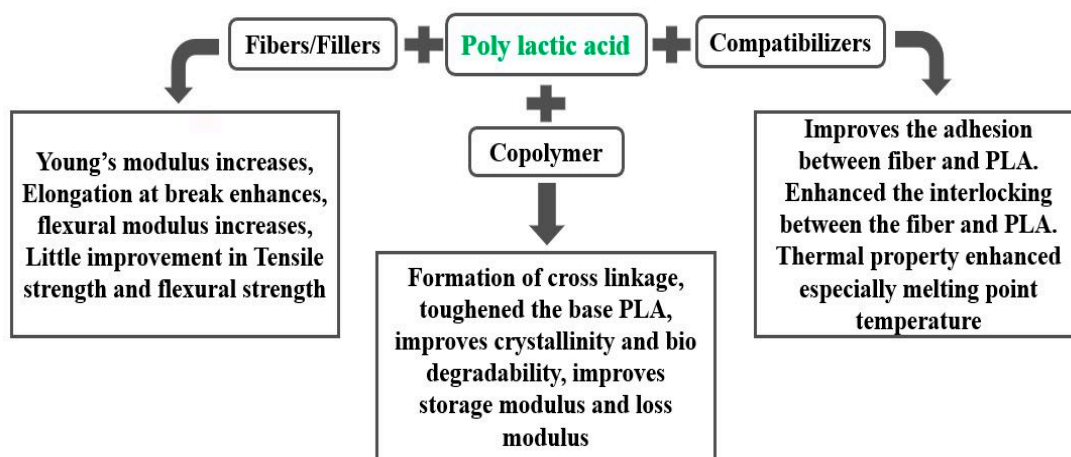 Fibers/Fillers
Poly lactic acid
Compatibilizers
Copolymer
Young's modulus increases,
Elongation at break enhances,
flexural modulus increases,
Little improvement in Tensile
strength and flexural strength
Formation of cross linkage,
toughened the base PLA,
improves crystallinity and bio
degradability, improves
storage modulus and loss
modulus
Improves the adhesion
between fiber and PLA.
Enhanced the interlocking
between the fiber and PLA.
Thermal property enhanced
especially melting point
temperature